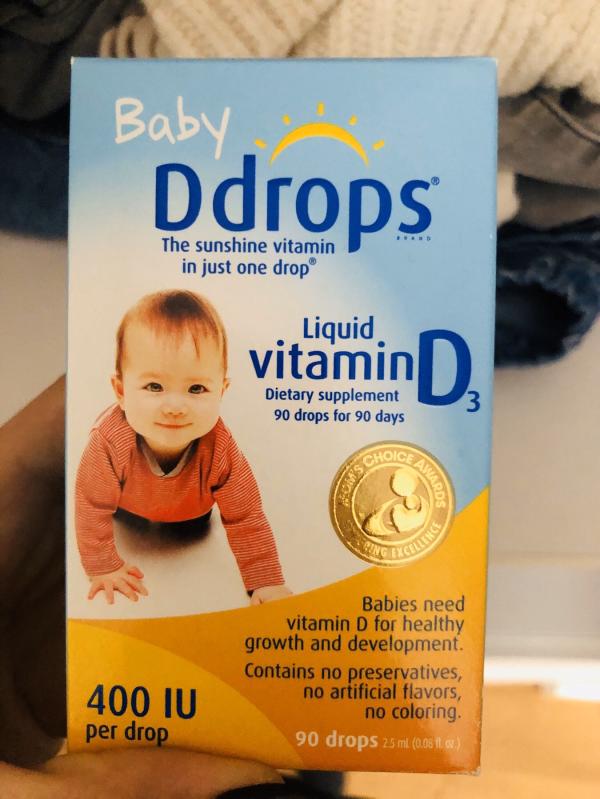 Baby
Ddrops®
BRAND
The sunshine vitamin
in just one drop®
Liquid
vitamin D3
Dietary supplement
90 drops for 90 days
MOM'S CHOICE AWARDS
EXCELLENCE
Babies need
vitamin D for healthy
growth and development.
Contains no preservatives,
no artificial flavors,
no coloring.
400 IU
per drop
90 drops 2.5 mL (0.08 fl. oz.)